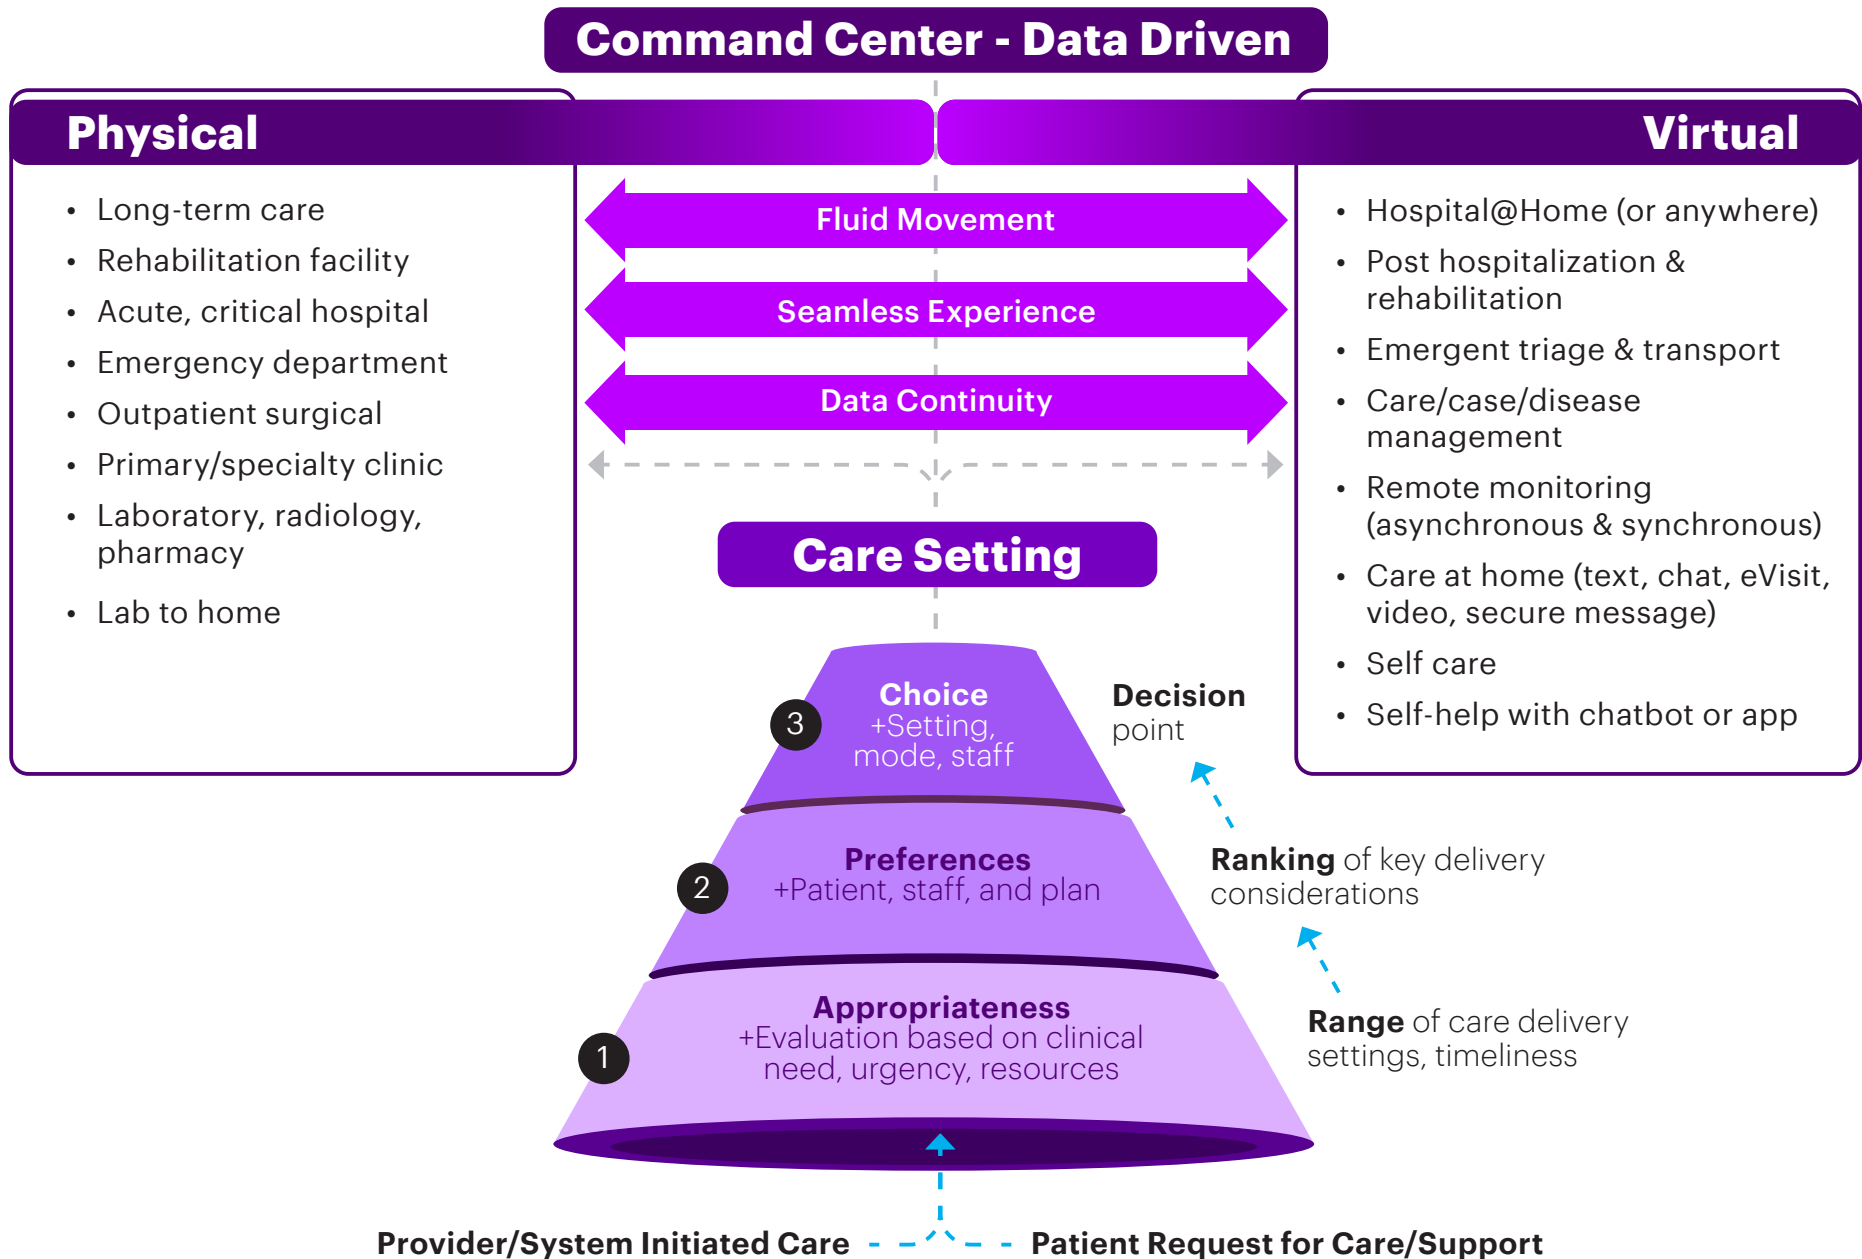 Command Center - Data Driven
Physical
• Long-term care
• Rehabilitation facility
• Acute, critical hospital
• Emergency department
• Outpatient surgical
• Primary/specialty clinic
• Laboratory, radiology,
pharmacy
• Lab to home
Fluid Movement
Seamless Experience
Data Continuity
Virtual
• Hospital@Home (or anywhere)
• Post hospitalization &
rehabilitation
• Emergent triage & transport
• Care/case/disease
management
• Remote monitoring
(asynchronous & synchronous)
• Care at home (text, chat, eVisit,
video, secure message)
• Self care
• Self-help with chatbot or app
Care Setting
3
Choice
+Setting,
mode, staff
Decision
point
2
Preferences
+Patient, staff, and plan
Ranking of key delivery
considerations
1
Appropriateness
+Evaluation based on clinical
need, urgency, resources
Range of care delivery
settings, timeliness
Provider/System Initiated Care
Patient Request for Care/Support